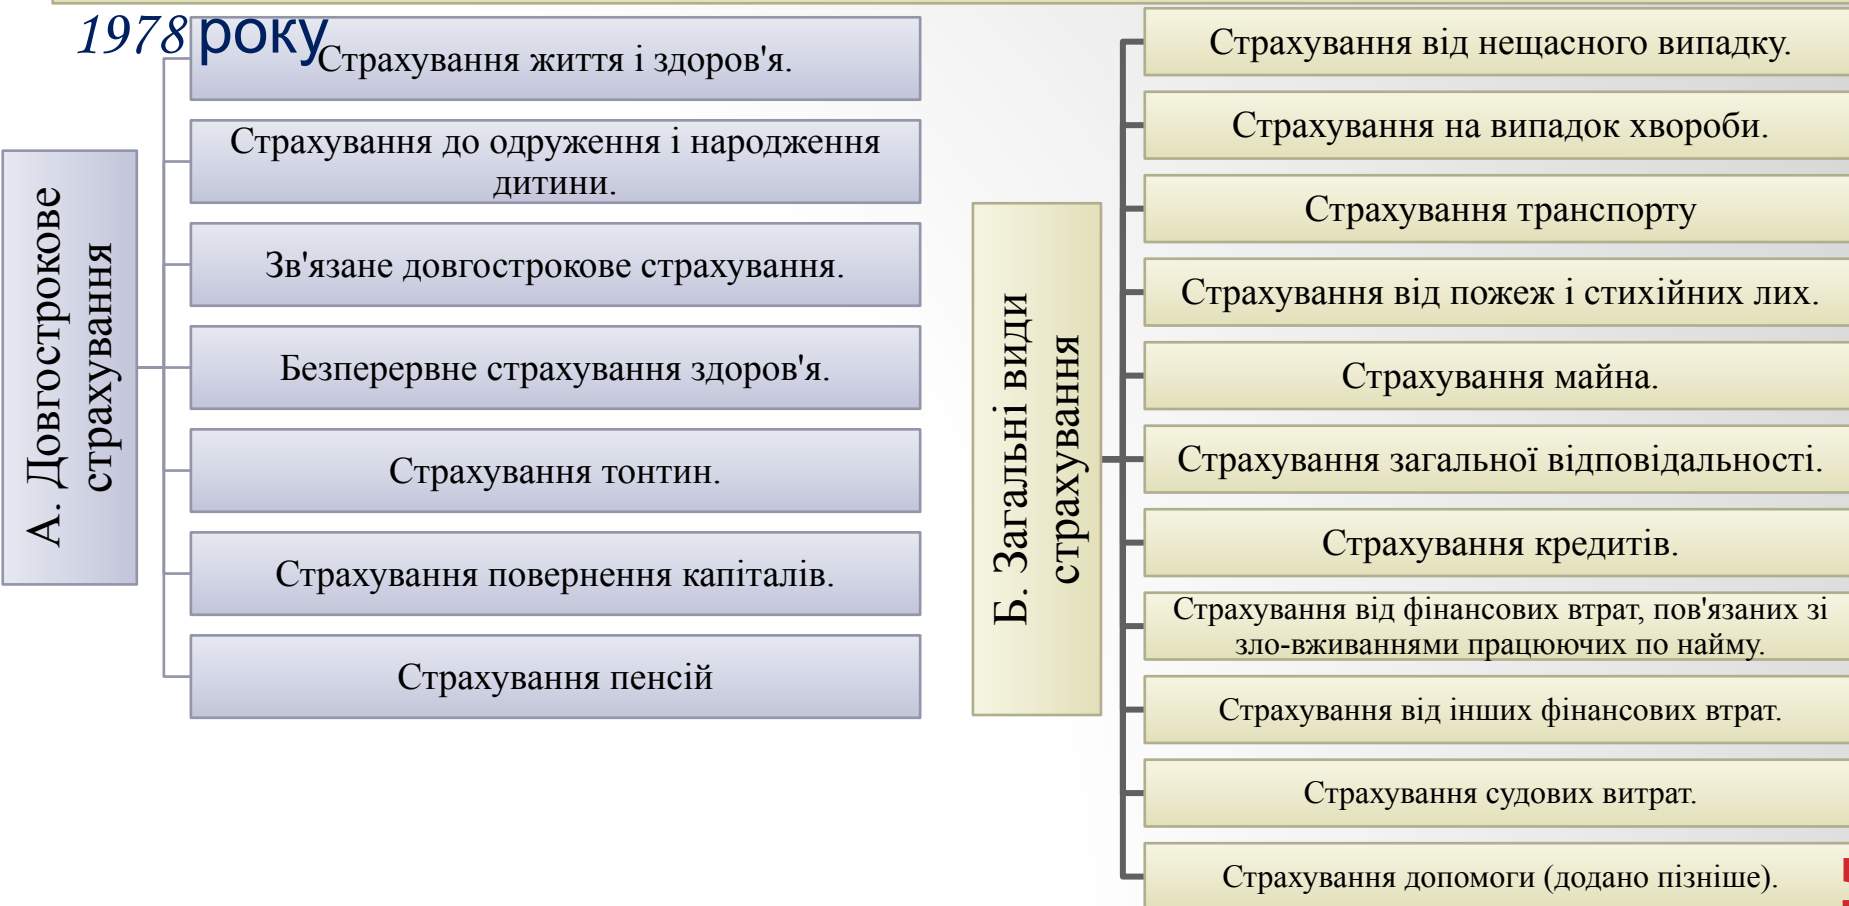 1978 року
А. Довгострокове
страхування
Страхування життя і здоров'я.
Страхування до одруження і народження
дитини.
Зв'язане довгострокове страхування.
Безперервне страхування здоров'я.
Страхування тонтин.
Страхування повернення капіталів.
Страхування пенсій
Б. Загальні види
страхування
Страхування від нещасного випадку.
Страхування на випадок хвороби.
Страхування транспорту
Страхування від пожеж і стихійних лих.
Страхування майна.
Страхування загальної відповідальності.
Страхування кредитів.
Страхування від фінансових втрат, пов'язаних зі
зло-вживаннями працюючих по найму.
Страхування від інших фінансових втрат.
Страхування судових витрат.
Страхування допомоги (додано пізніше).